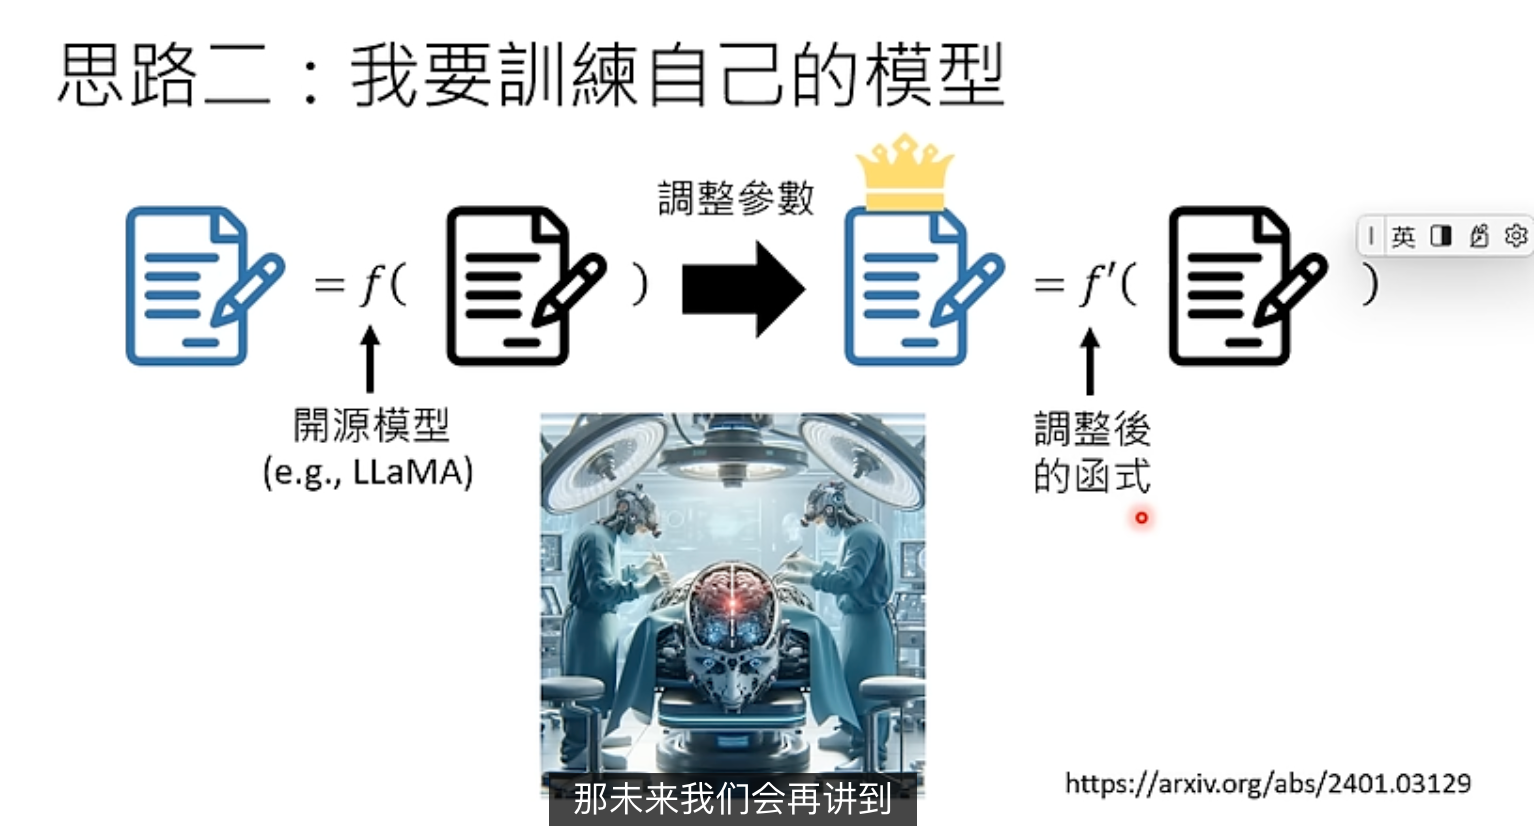 思路二：我要訓練自己的模型
調整參數
= f( )
= f'( )
英
開源模型
(e.g., LLaMA)
調整後
的函式
https://arxiv.org/abs/2401.03129
那未来我们会再讲到